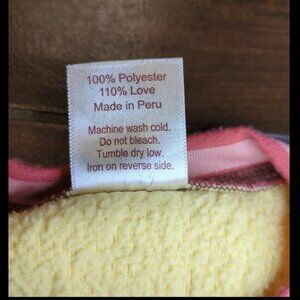 100% Polyester
110% Love
Made in Peru
Machine wash cold.
Do not bleach.
Tumble dry low.
Iron on reverse side.